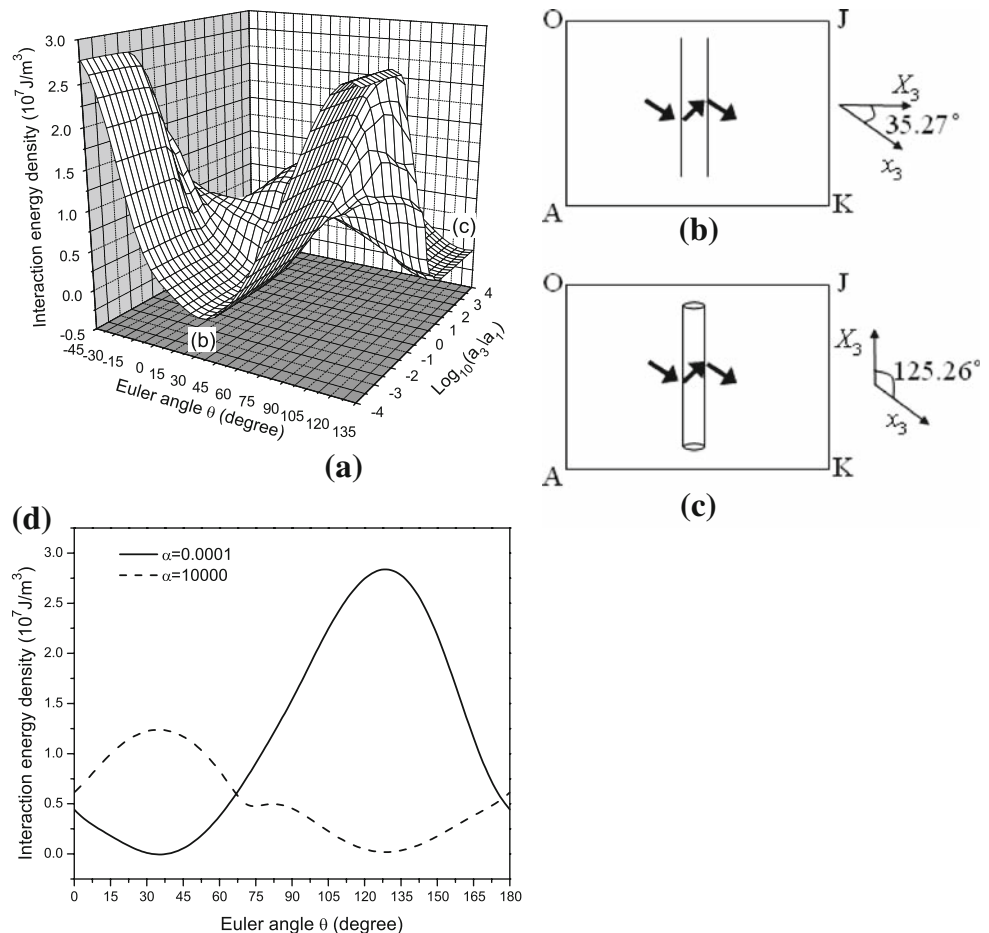 (a)
Interaction energy density (10⁷J/m³)
3.0
2.5
2.0
1.5
1.0
0.5
0.0
-0.5
-45
-30
-15
0
15
30
45
60
75
90
105
120
135
Euler angle θ (degree)
-4
-3
-2
-1
0
1
2
3
4
Log₁₀(a₃\a₁)
(b)
(c)
(b)
O
J
A
K
X₃
35.27°
x₃
(b)
O
J
A
K
X₃
125.26°
x₃
(c)
(d)
Interaction energy density (10⁷J/m³)
3.0
2.5
2.0
1.5
1.0
0.5
0.0
α=0.0001
α=10000
0 15 30 45 60 75 90 105 120 135 150 165 180
Euler angle θ (degree)